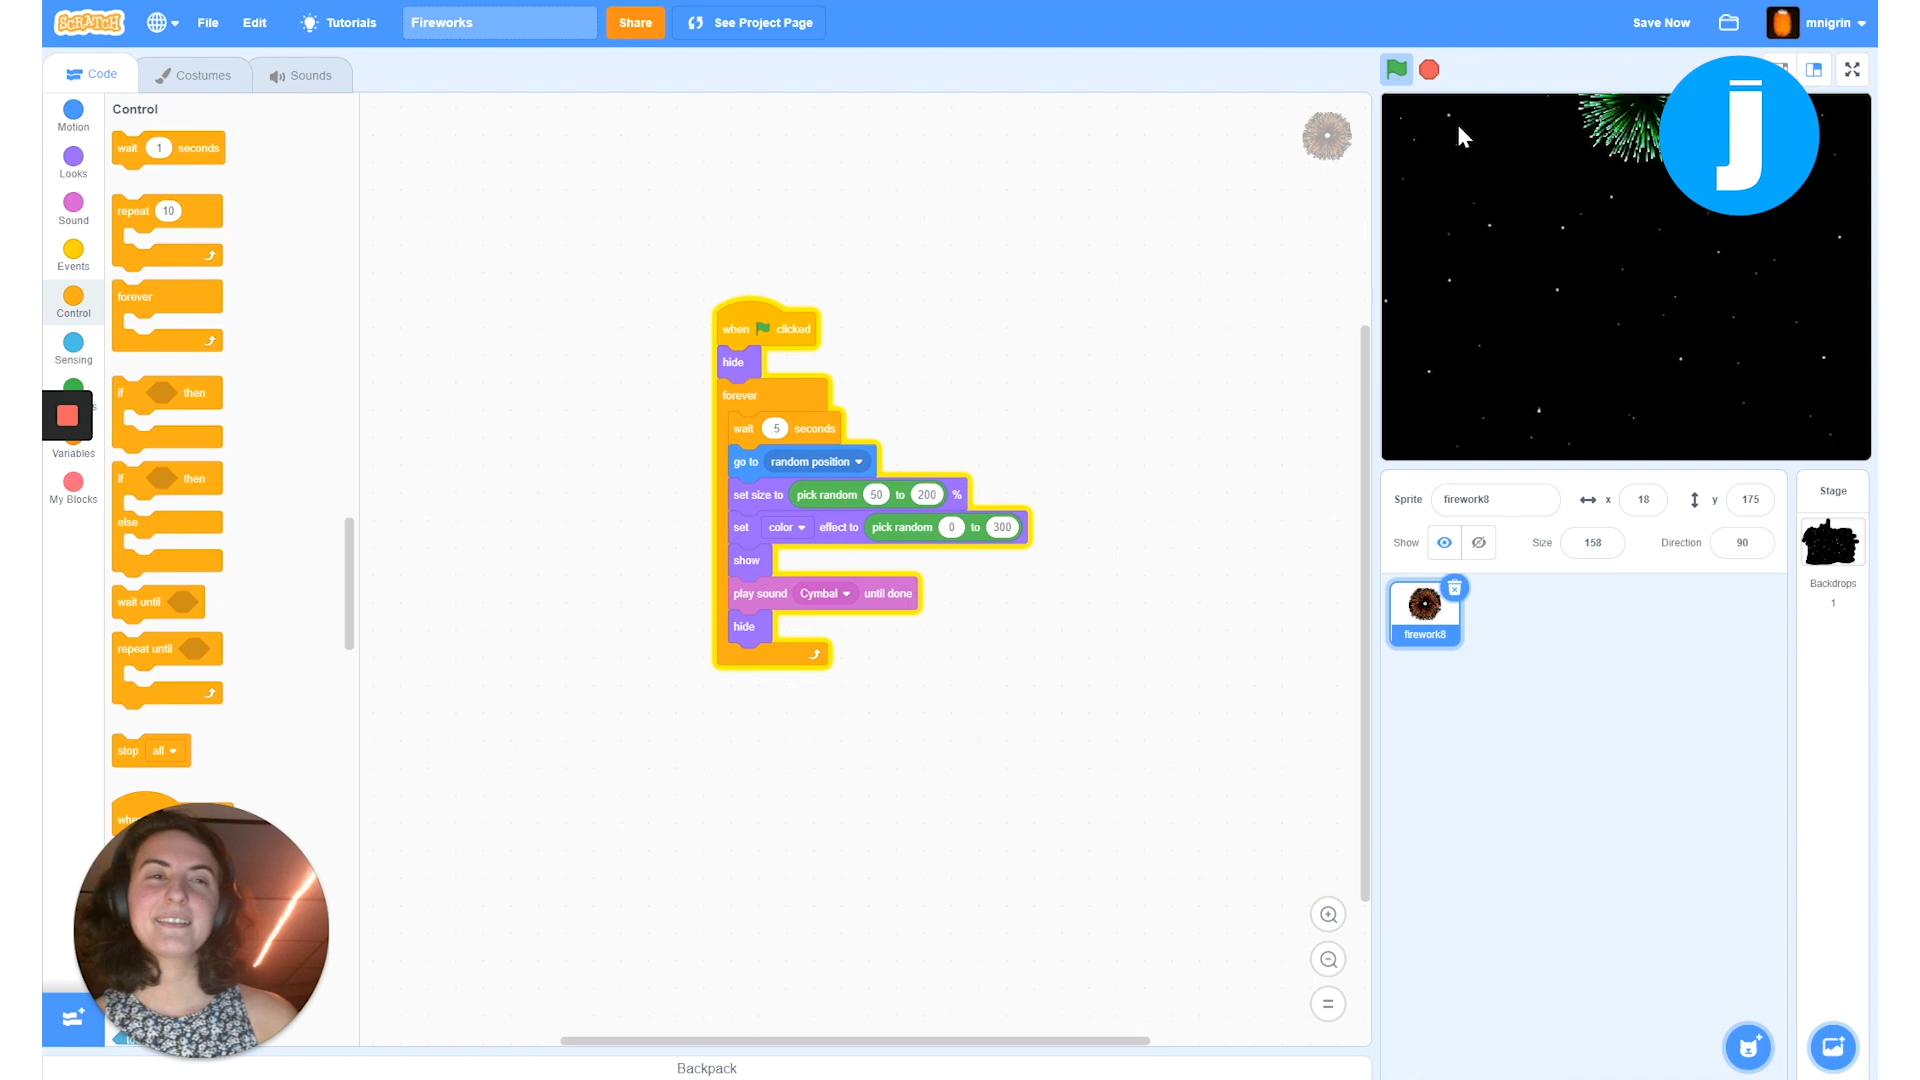 SCRATCH File Edit Tutorials Fireworks Share See Project Page Save Now mnigrin
Code Costumes Sounds
Motion
Looks
Sound
Events
Control
Sensing
Variables
My Blocks
Control
wait 1 seconds
repeat 10
forever
if then
if then
else
wait until
repeat until
stop all
when clicked
hide
forever
wait .5 seconds
go to random position
set size to pick random 50 to 200 %
set color effect to pick random 0 to 300
show
play sound Cymbal until done
hide
j
Sprite firework8 x 18 y 175
Show Size 158 Direction 90
firework8
Stage
Backdrops
1
Backpack